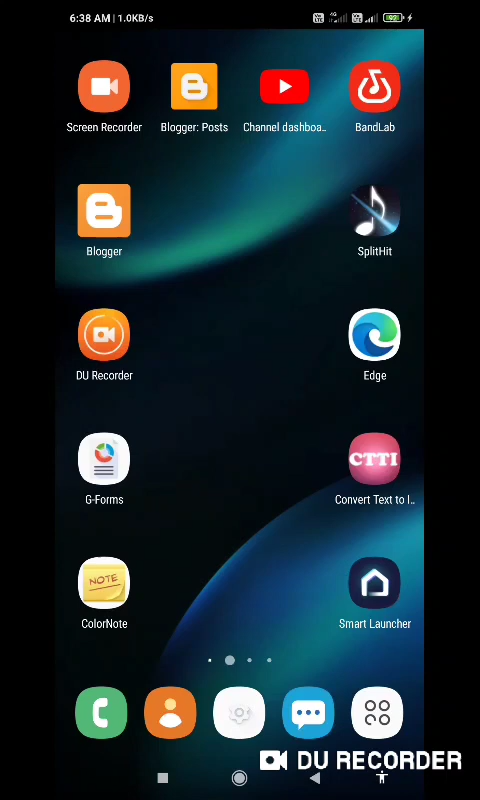 6:38 AM | 1.0KB/s
Screen Recorder
Blogger: Posts
Channel dashboa..
BandLab
Blogger
SplitHit
DU Recorder
Edge
G-Forms
CTTI
Convert Text to I..
NOTE
ColorNote
Smart Launcher
DU RECORDER